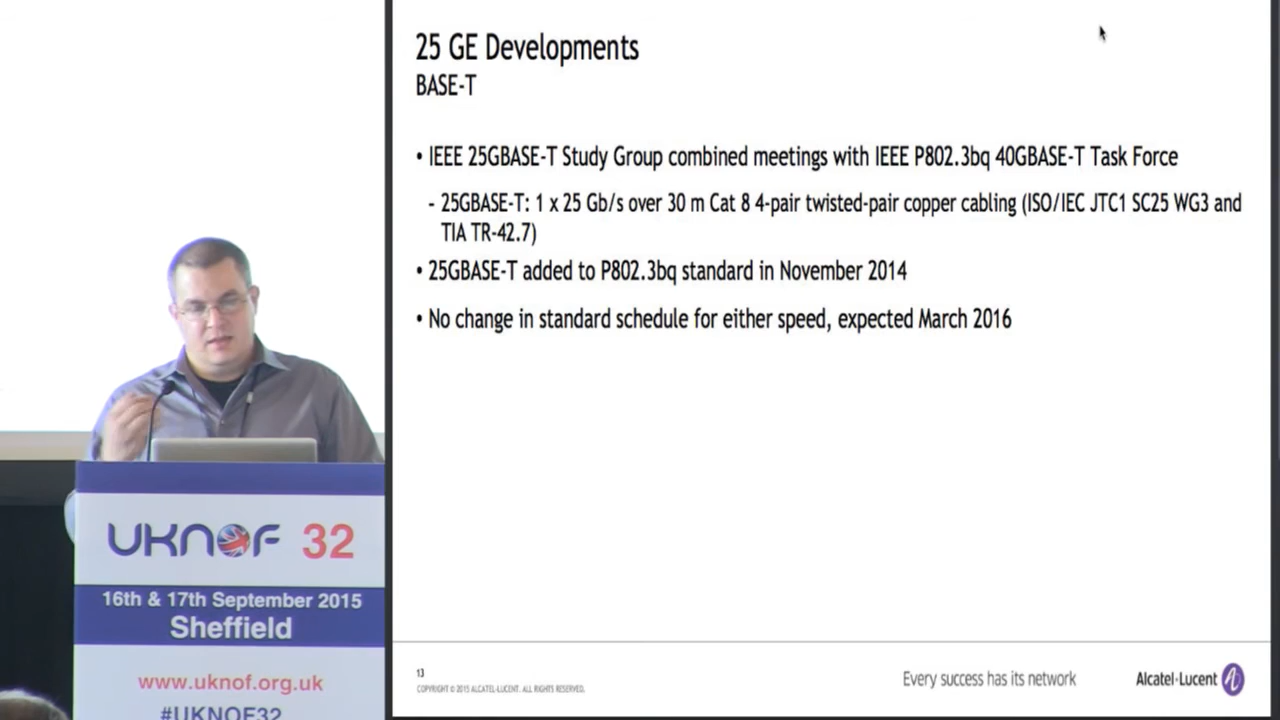 25 GE Developments
BASE-T
• IEEE 25GBASE-T Study Group combined meetings with IEEE P802.3bq 40GBASE-T Task Force
- 25GBASE-T: 1 x 25 Gb/s over 30 m Cat 8 4-pair twisted-pair copper cabling (ISO/IEC JTC1 SC25 WG3 and
TIA TR-42.7)
• 25GBASE-T added to P802.3bq standard in November 2014
• No change in standard schedule for either speed, expected March 2016
13
COPYRIGHT © 2015 ALCATEL-LUCENT. ALL RIGHTS RESERVED.
Every success has its network
Alcatel·Lucent
UKNOF 32
16th & 17th September 2015
Sheffield
www.uknof.org.uk
#UKNOF32